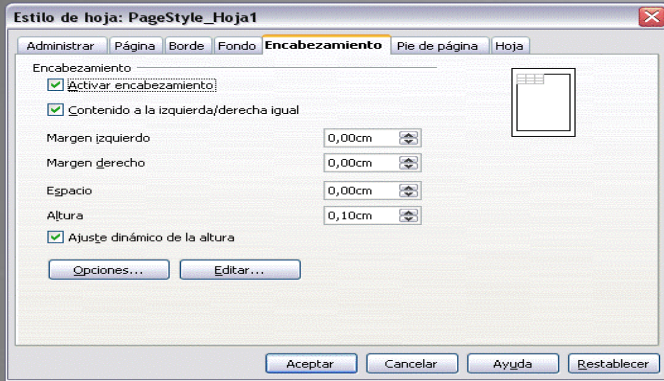 Estilo de hoja: PageStyle_Hoja1
Administrar Página Borde Fondo Encabezamiento Pie de página Hoja
Encabezamiento
Activar encabezamiento
Contenido a la izquierda/derecha igual
Margen izquierdo 0,00cm
Margen derecho 0,00cm
Espacio 0,00cm
Altura 0,10cm
Ajuste dinámico de la altura
Opciones... Editar...
Aceptar Cancelar Ayuda Restablecer